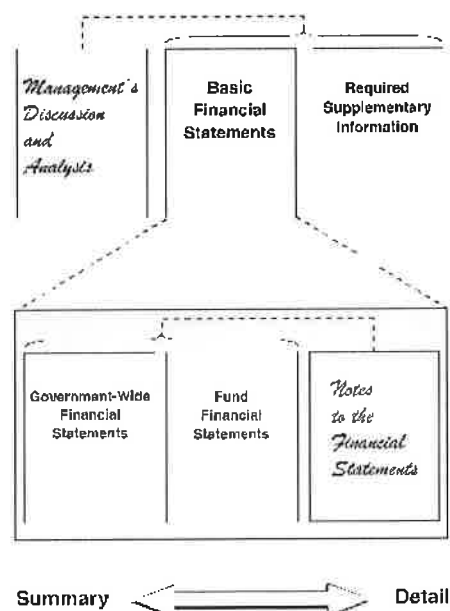 Management's
Discussion
and
Analysis
Basic
Financial
Statements
Required
Supplementary
Information
Government-Wide
Financial
Statements
Fund
Financial
Statements
Notes
to the
Financial
Statements
Summary
Detail